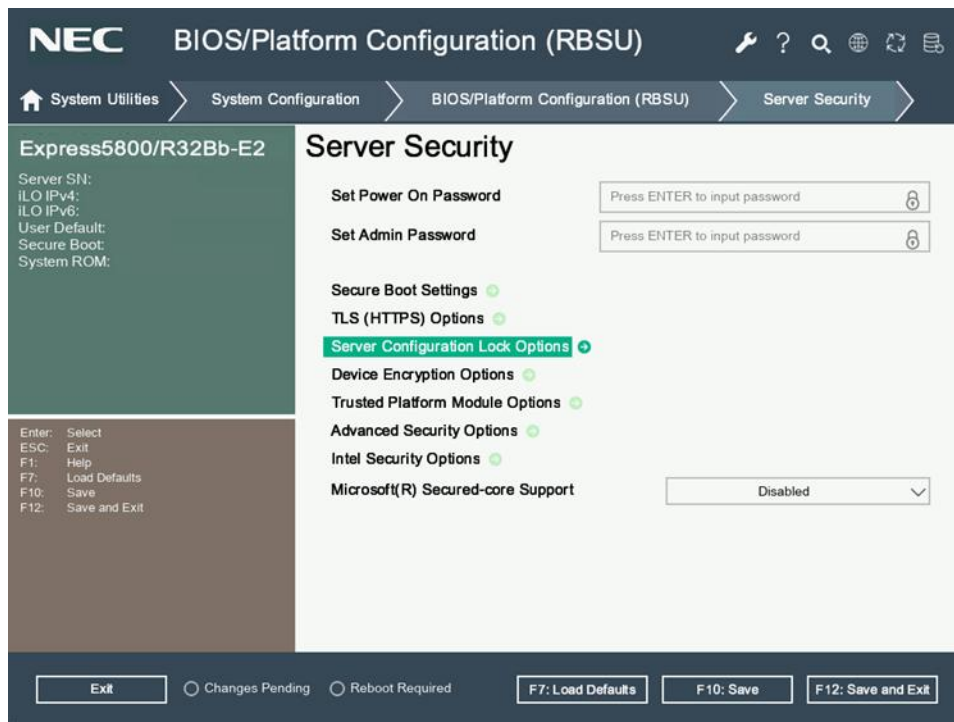 NEC BIOS/Platform Configuration (RBSU)
System Utilities System Configuration BIOS/Platform Configuration (RBSU) Server Security
Express5800/R32Bb-E2
Server SN:
iLO IPv4:
iLO IPv6:
User Default:
Secure Boot:
System ROM:
Enter: Select
ESC: Exit
F1: Help
F7: Load Defaults
F10: Save
F12: Save and Exit
Server Security
Set Power On Password Press ENTER to input password
Set Admin Password Press ENTER to input password
Secure Boot Settings
TLS (HTTPS) Options
Server Configuration Lock Options
Device Encryption Options
Trusted Platform Module Options
Advanced Security Options
Intel Security Options
Microsoft(R) Secured-core Support Disabled
Exit Changes Pending Reboot Required F7: Load Defaults F10: Save F12: Save and Exit